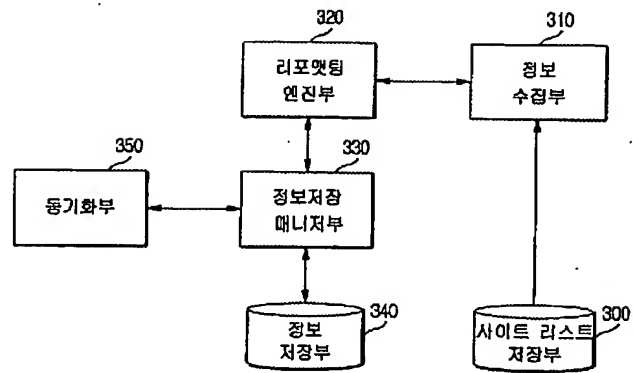 320
리포맷팅
엔진부
310
정보
수집부
350
동기화부
330
정보저장
매니저부
340
정보
저장부
300
사이트 리스트
저장부